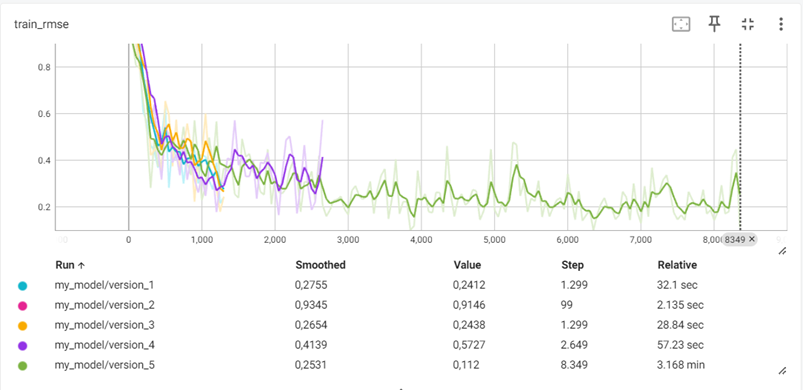 train_rmse
0.8
0.6
0.4
0.2
0 1,000 2,000 3,000 4,000 5,000 6,000 7,000 8,000 8349 ×
Run ↑ Smoothed Value Step Relative
my_model/version_1 0,2755 0,2412 1.299 32.1 sec
my_model/version_2 0,9345 0,9146 99 2.135 sec
my_model/version_3 0,2654 0,2438 1.299 28.84 sec
my_model/version_4 0,4139 0,5727 2.649 57.23 sec
my_model/version_5 0,2531 0,112 8.349 3.168 min